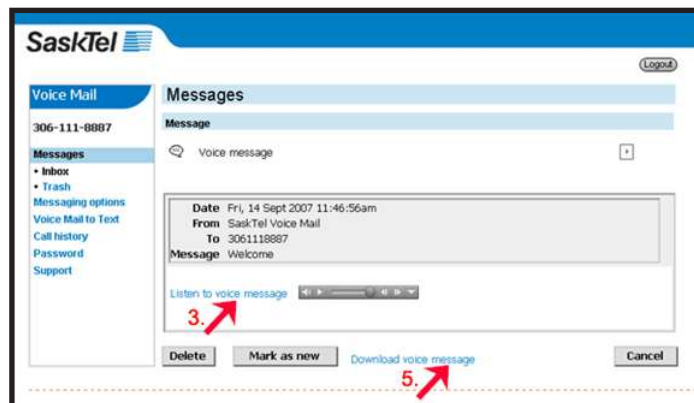 SaskTel
Logout
Voice Mail
306-111-8887
Messages
• Inbox
• Trash
Messaging options
Voice Mail to Text
Call history
Password
Support
Messages
Message
Voice message
Date Fri, 14 Sept 2007 11:46:56am
From SaskTel Voice Mail
To 3061118887
Message Welcome
Listen to voice message
3.
Delete
Mark as new
Download voice message
5.
Cancel